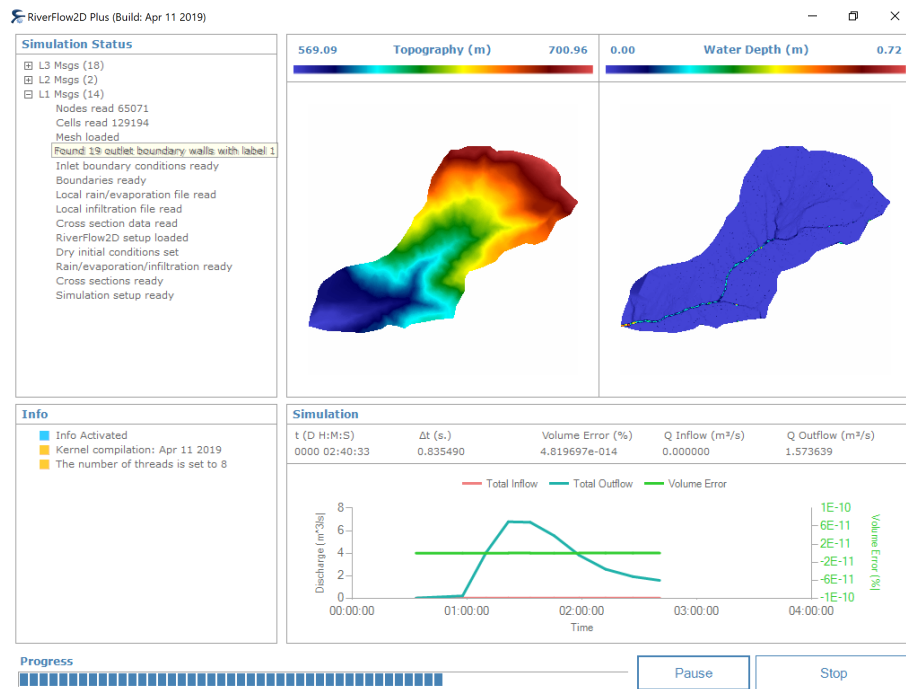 RiverFlow2D Plus (Build: Apr 11 2019)
Simulation Status
L3 Msgs (18)
L2 Msgs (2)
L1 Msgs (14)
Nodes read 65071
Cells read 129194
Mesh loaded
Found 19 outlet boundary walls with label 1
Inlet boundary conditions ready
Boundaries ready
Local rain/evaporation file read
Local infiltration file read
Cross section data read
RiverFlow2D setup loaded
Dry initial conditions set
Rain/evaporation/infiltration ready
Cross sections ready
Simulation setup ready
569.09 Topography (m) 700.96
0.00 Water Depth (m) 0.72
Info
Info Activated
Kernel compilation: Apr 11 2019
The number of threads is set to 8
Simulation
t (D H:M:S) Δt (s.) Volume Error (%) Q Inflow (m³/s) Q Outflow (m³/s)
0000 02:40:33 0.835490 4.819697e-014 0.000000 1.573639
Total Inflow Total Outflow Volume Error
Discharge (m^3|s|
8
6
4
2
0
1E-10
6E-11
2E-11
-2E-11
-6E-11
-1E-10
Volume Error (%|
00:00:00 01:00:00 02:00:00 03:00:00 04:00:00
Time
Progress
Pause
Stop